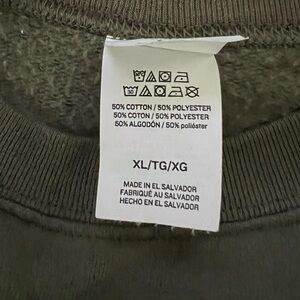 50% COTTON / 50% POLYESTER
50% COTON / 50% POLYESTER
50% ALGODÓN / 50% poliéster
XL/TG/XG
MADE IN EL SALVADOR
FABRIQUÉ AU SALVADOR
HECHO EN EL SALVADOR